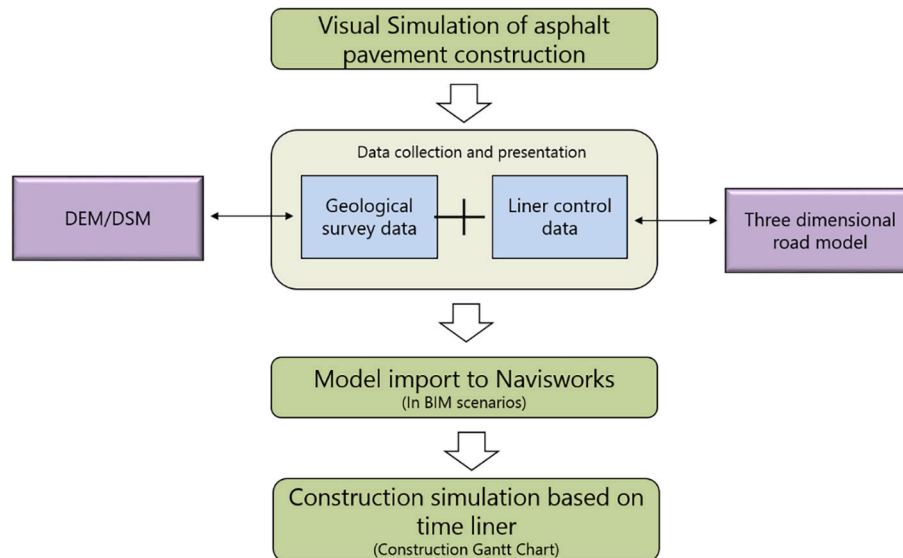 Visual Simulation of asphalt
pavement construction
Data collection and presentation
DEM/DSM
Geological
survey data
Liner control
data
Three dimensional
road model
Model import to Navisworks
(In BIM scenarios)
Construction simulation based on
time liner
(Construction Gantt Chart)